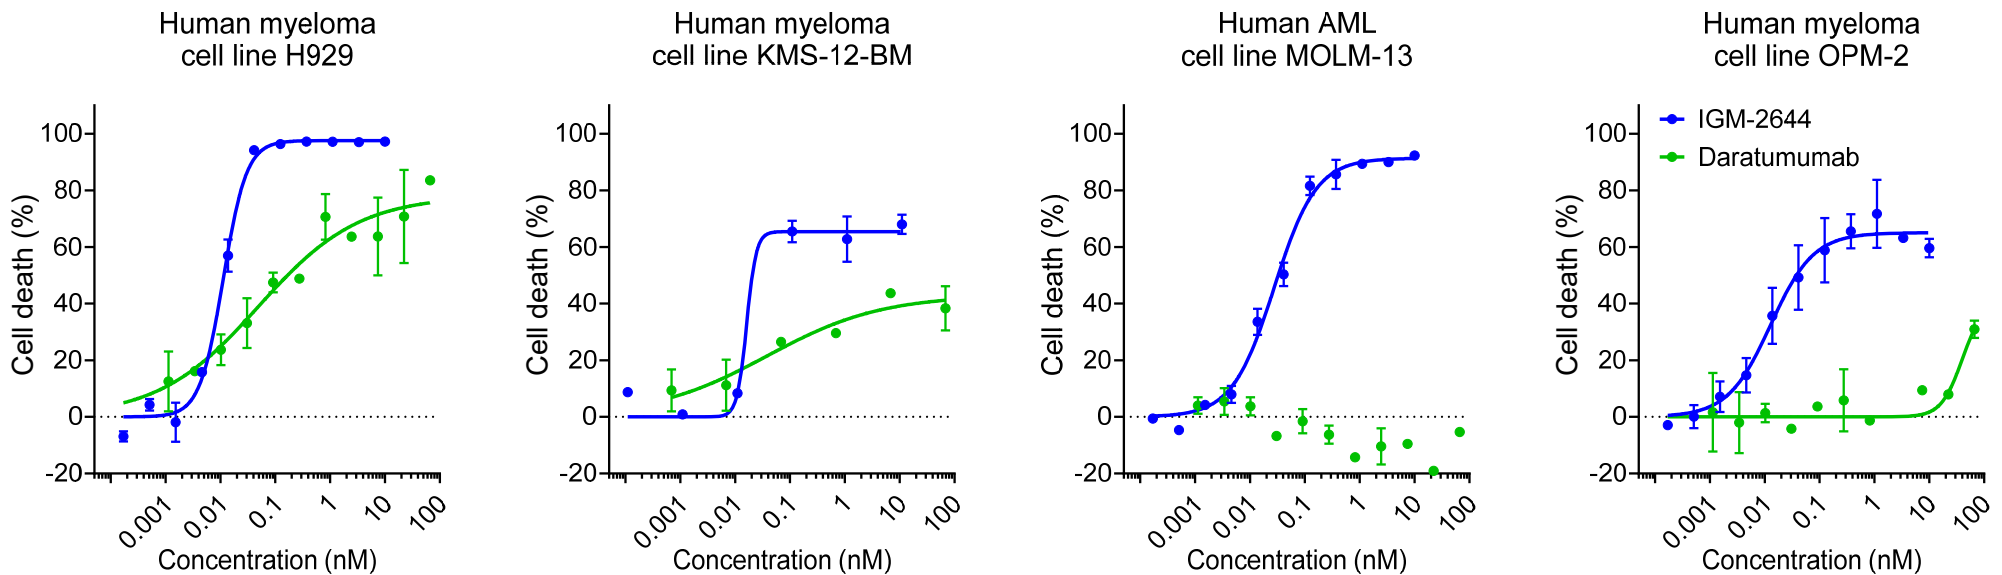 Human myeloma
cell line H929
Cell death (%)
100
80
60
40
20
0
-20
0.001
0.01
0.1
1
10
100
Concentration (nM)
Human myeloma
cell line KMS-12-BM
Cell death (%)
100
80
60
40
20
0
-20
0.001
0.01
0.1
1
10
100
Concentration (nM)
Human AML
cell line MOLM-13
Cell death (%)
100
80
60
40
20
0
-20
0.001
0.01
0.1
1
10
100
Concentration (nM)
Human myeloma
cell line OPM-2
IGM-2644
Daratumumab
Cell death (%)
100
80
60
40
20
0
-20
0.001
0.01
0.1
1
10
100
Concentration (nM)